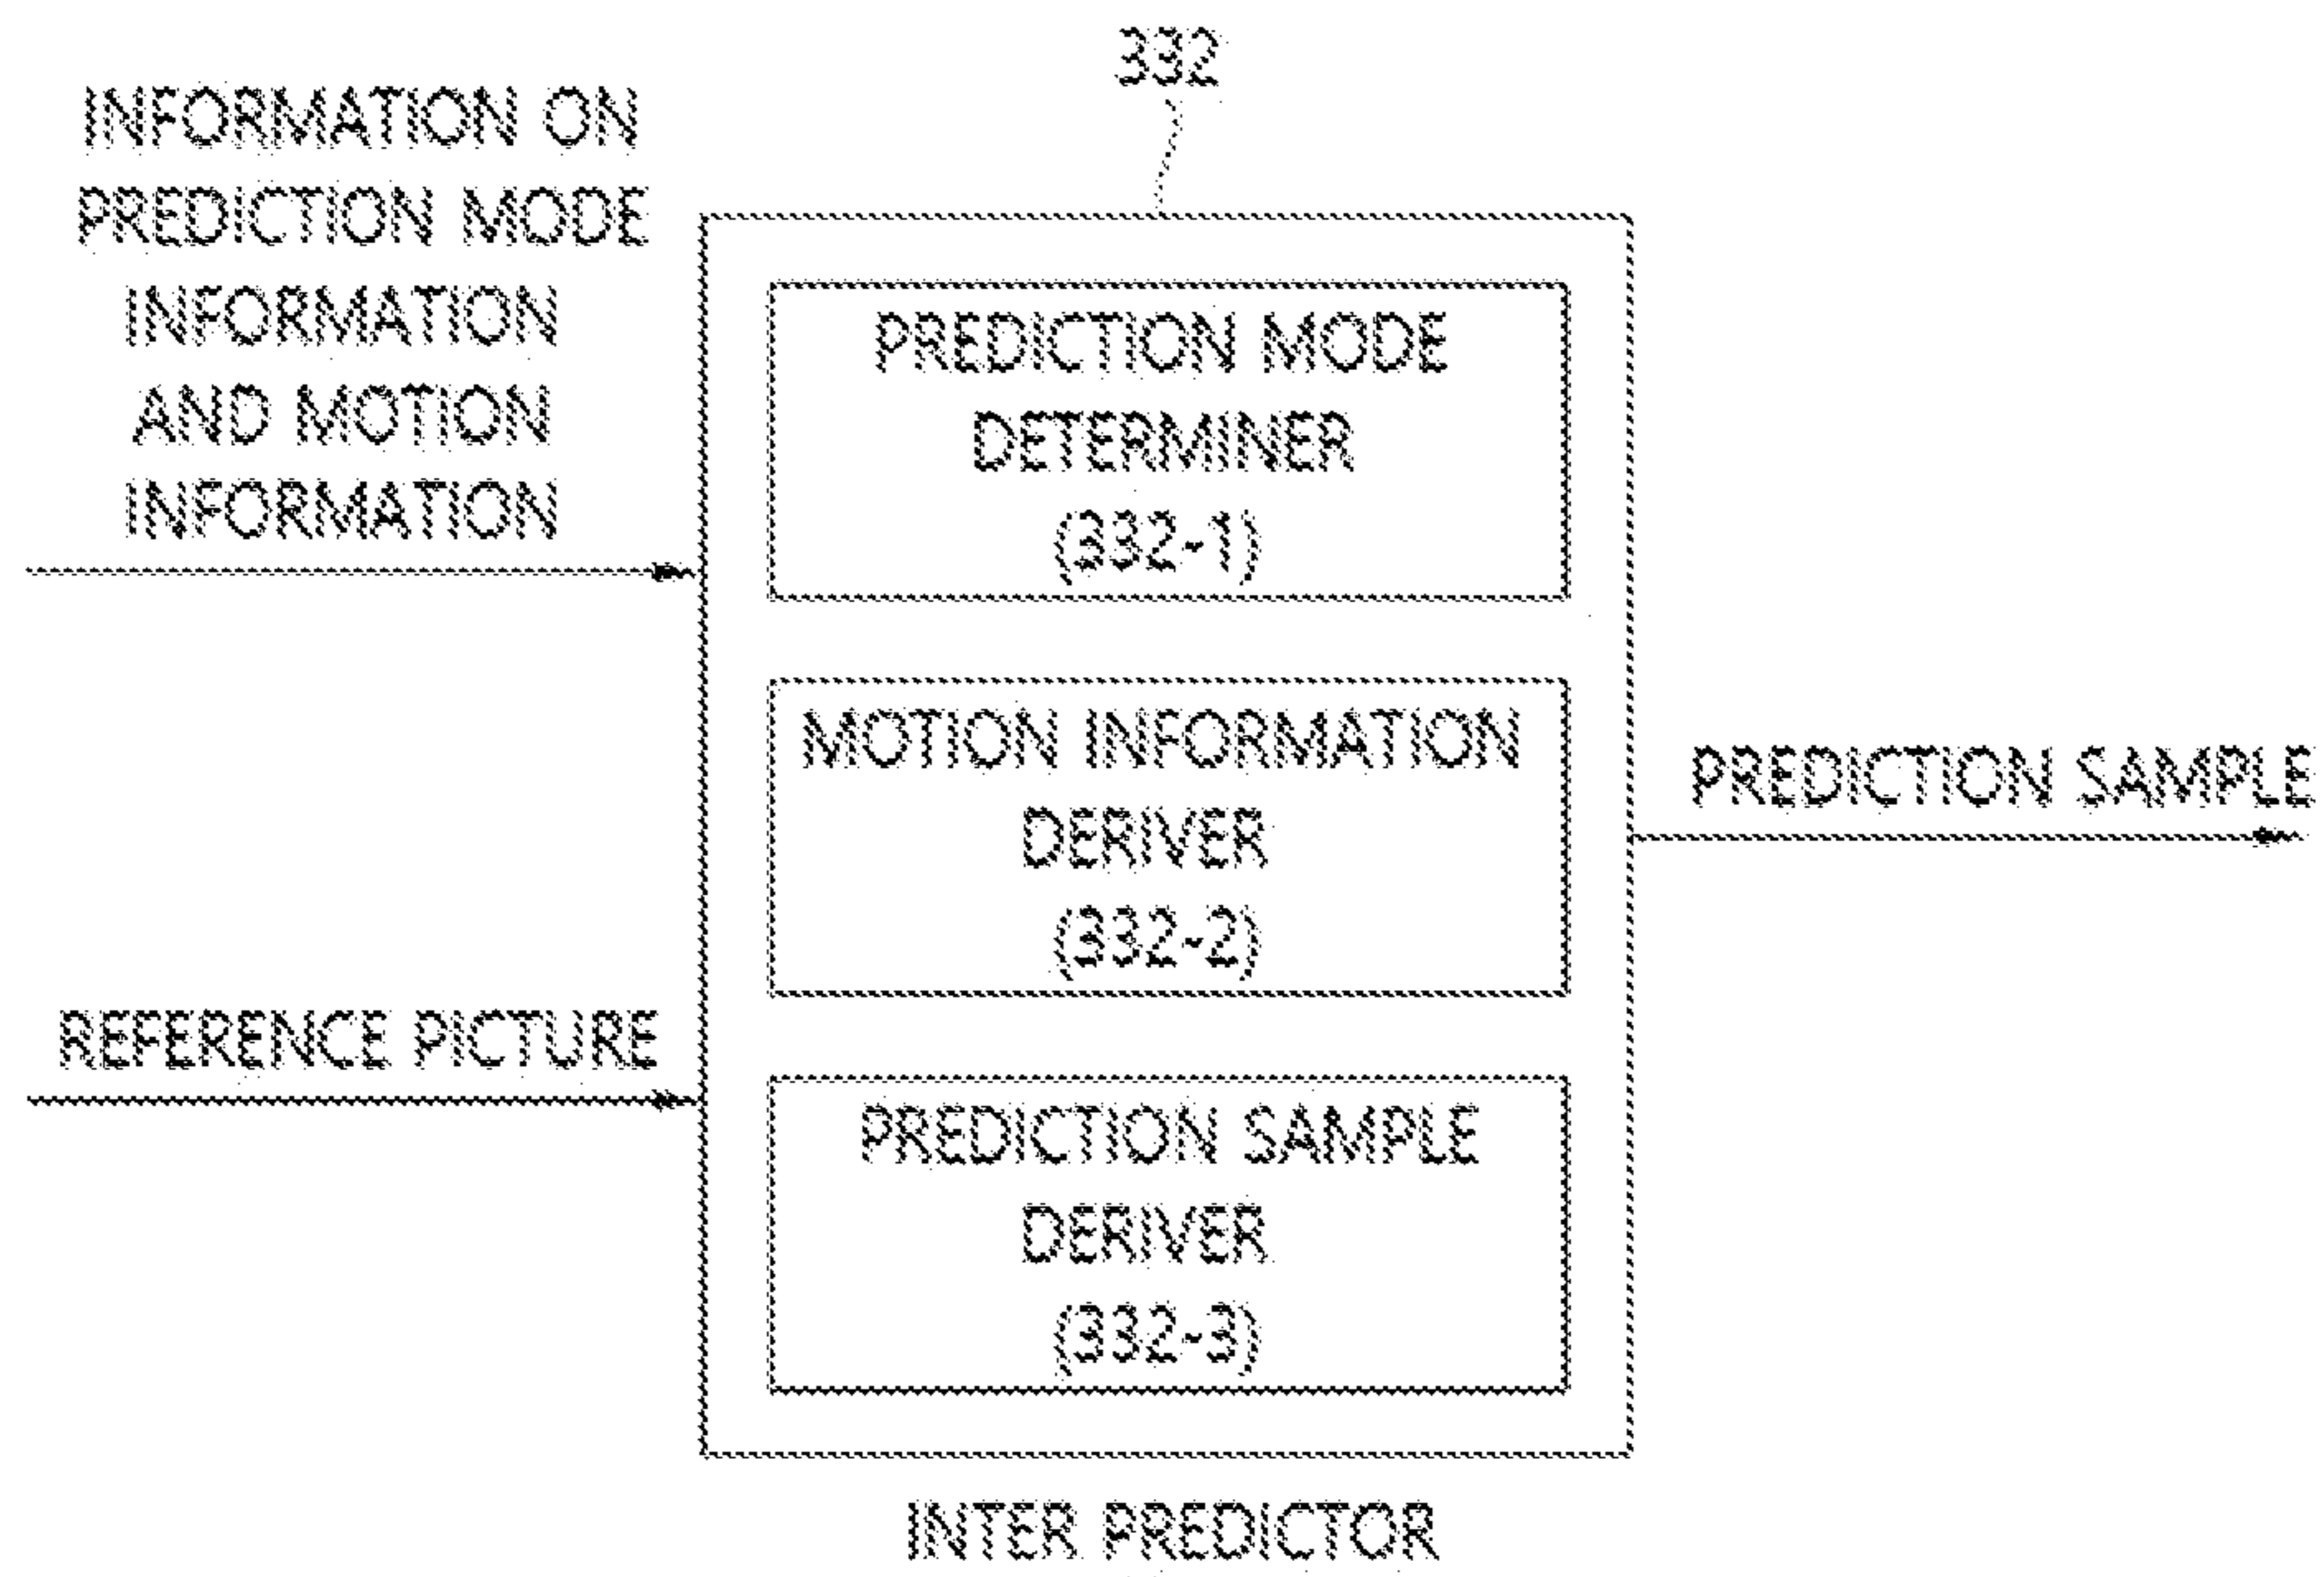 332
INFORMATION ON
PREDICTION MODE
INFORMATION
AND MOTION
INFORMATION
PREDICTION MODE
DETERMINER
(332-1)
MOTION INFORMATION
DERIVER
(332-2)
PREDICTION SAMPLE
REFERENCE PICTURE
PREDICTION SAMPLE
DERIVER
(332-3)
INTER PREDICTOR